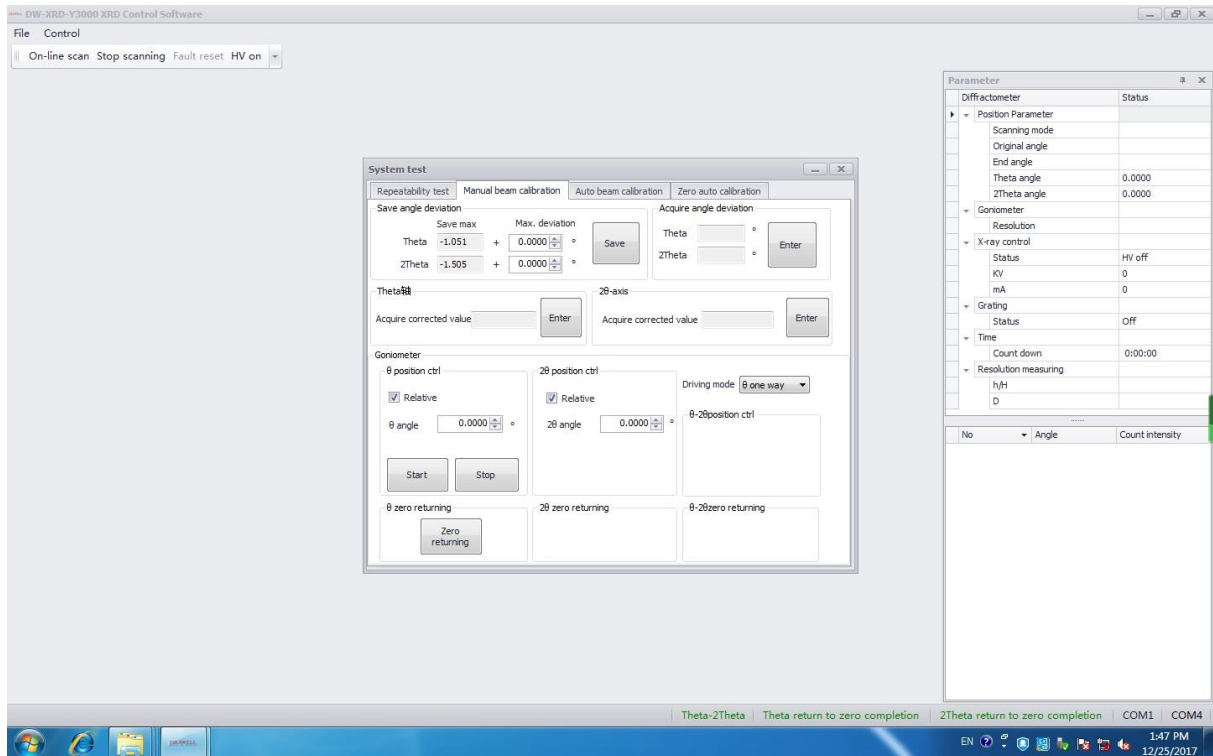 DW-XRD-Y3000 XRD Control Software
File Control
On-line scan Stop scanning Fault reset HV on
System test
Repeatability test Manual beam calibration Auto beam calibration Zero auto calibration
Save angle deviation
Save max Max. deviation
Theta -1.051 + 0.0000 °
2Theta -1.505 + 0.0000 °
Save
Acquire angle deviation
Theta °
2Theta °
Enter
Theta轴
Acquire corrected value Enter
2θ-axis
Acquire corrected value Enter
Goniometer
θ position ctrl
Relative
θ angle 0.0000 °
Start Stop
2θ position ctrl
Relative
2θ angle 0.0000 °
Driving mode θ one way
θ-2θposition ctrl
θ zero returning
Zero
returning
2θ zero returning
θ-2θzero returning
Parameter
Diffractometer Status
Position Parameter
Scanning mode
Original angle
End angle
Theta angle 0.0000
2Theta angle 0.0000
Goniometer
Resolution
X-ray control
Status HV off
KV 0
mA 0
Grating
Status Off
Time
Count down 0:00:00
Resolution measuring
h/H
D
No Angle Count intensity
Theta-2Theta Theta return to zero completion 2Theta return to zero completion COM1 COM4
EN 1:47 PM
12/25/2017